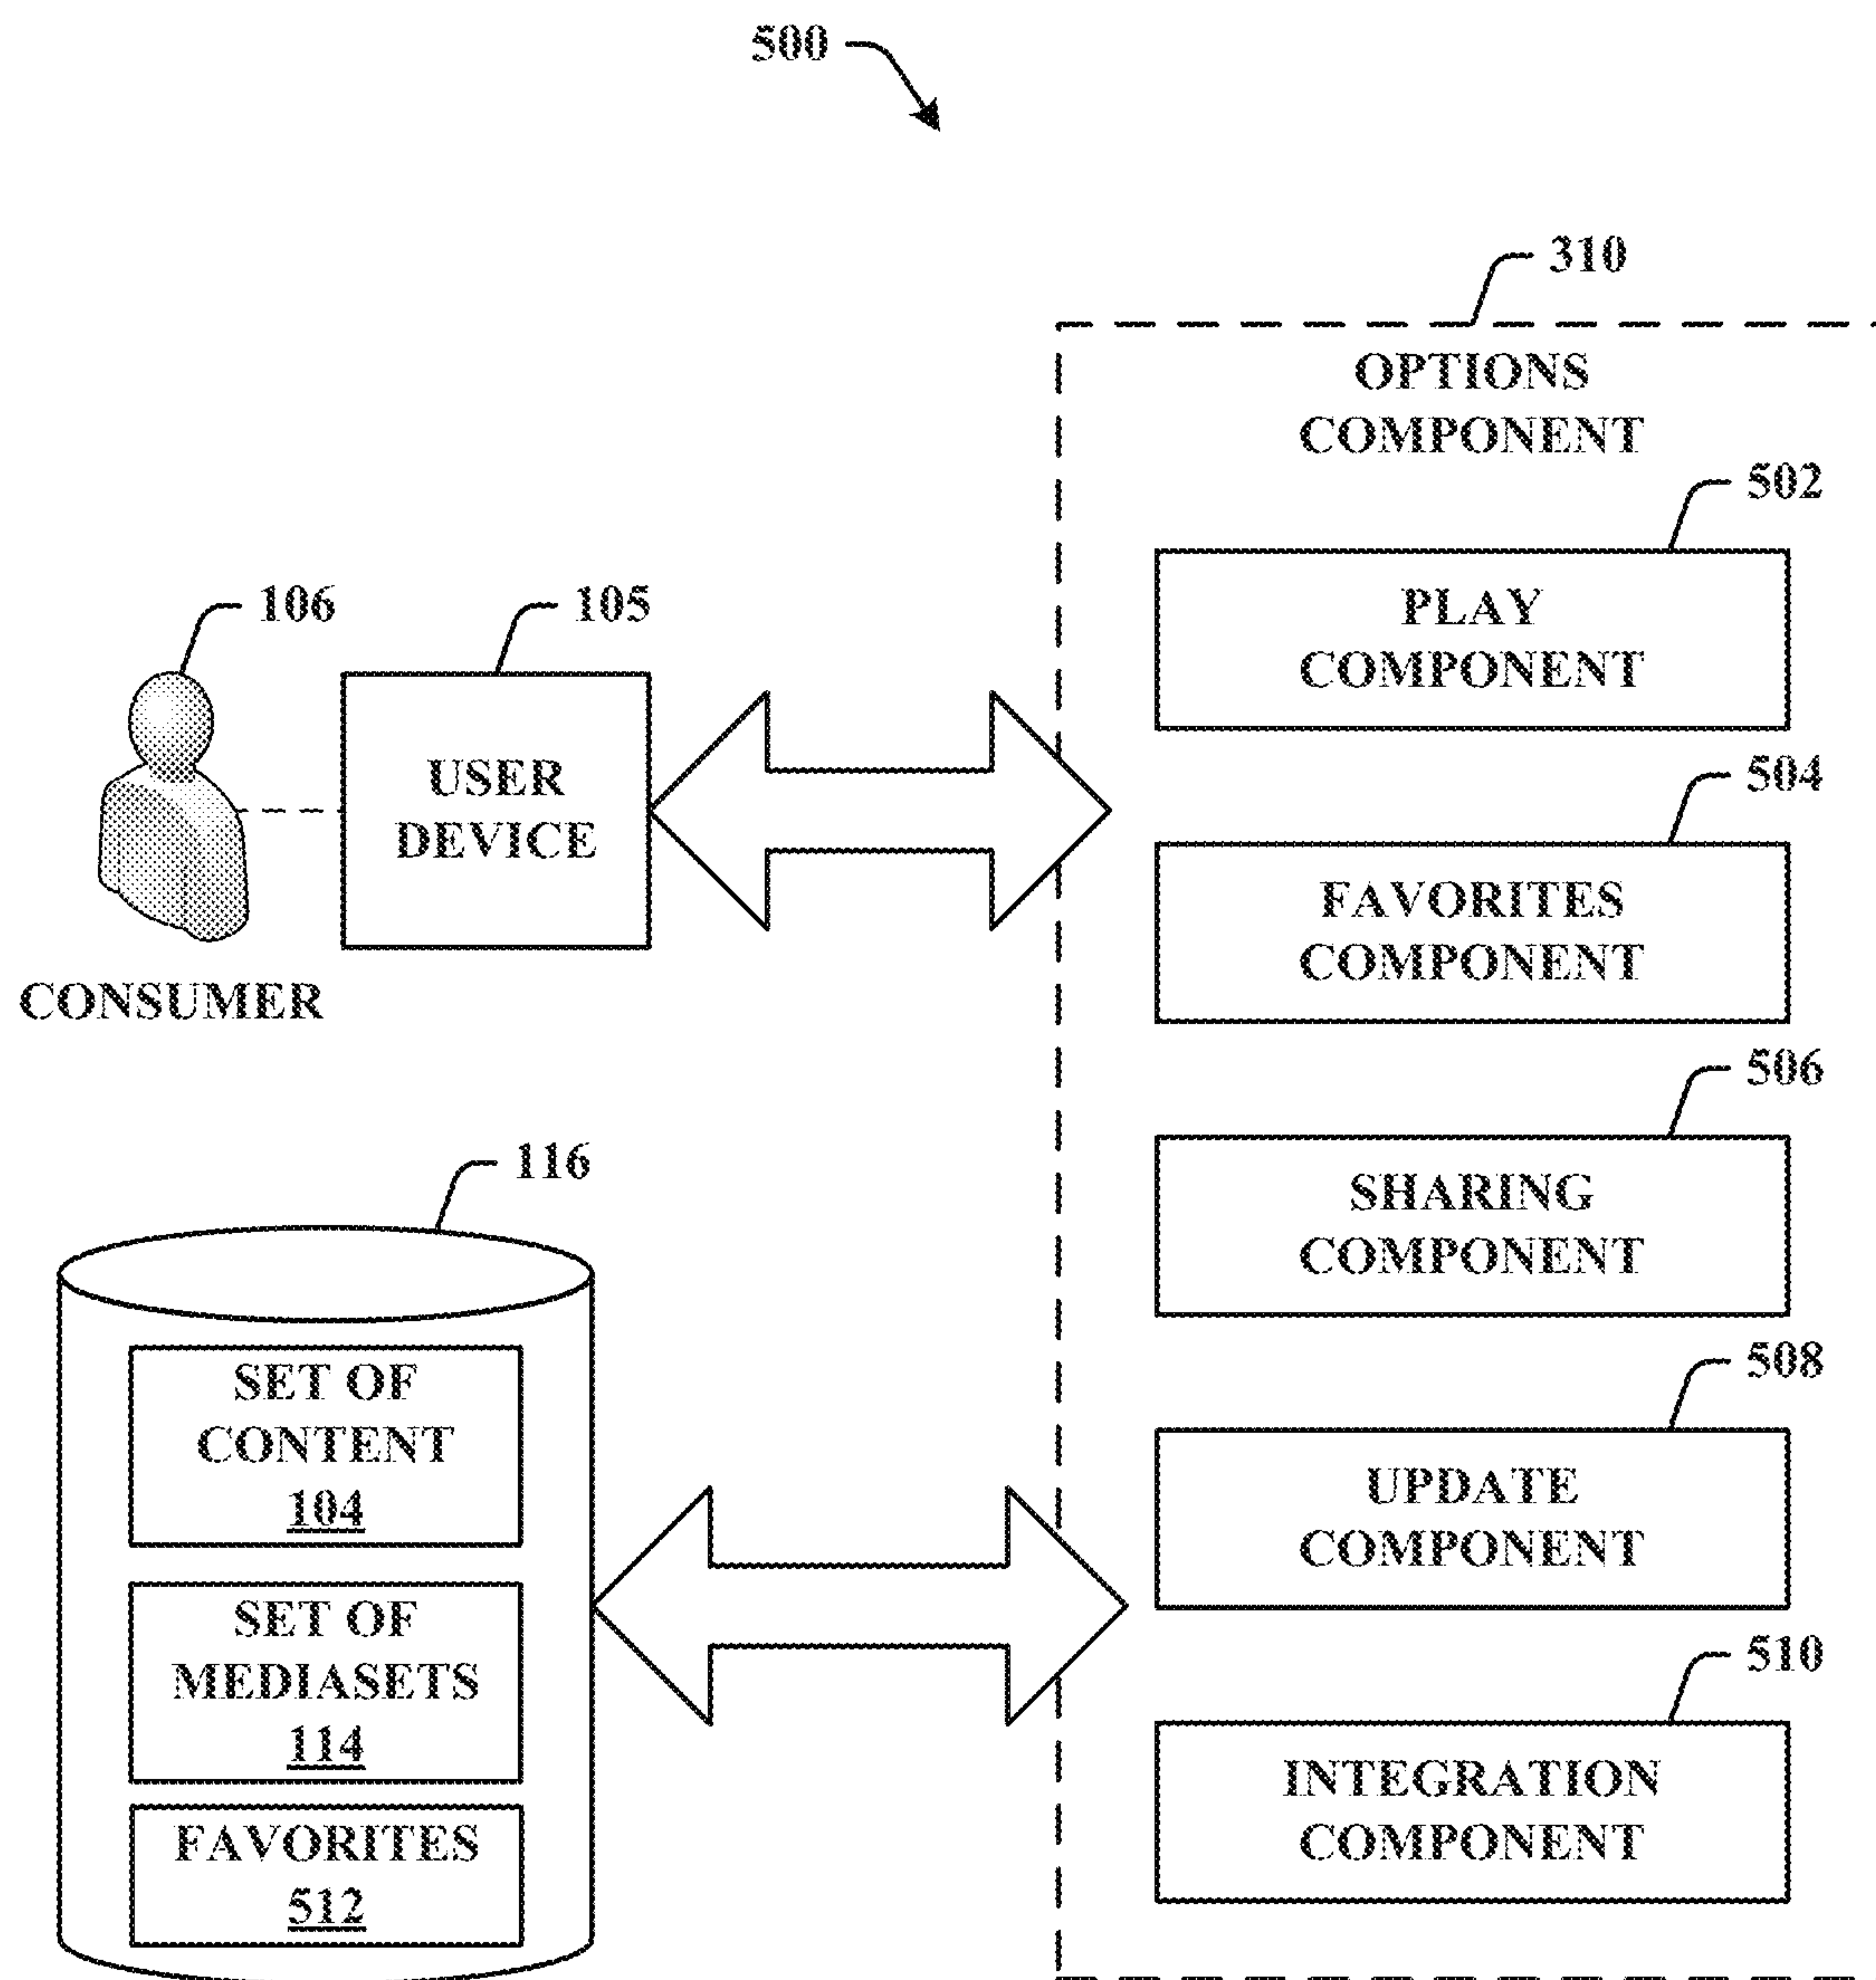 500
310
OPTIONS
COMPONENT
502
PLAY
COMPONENT
106
105
USER
DEVICE
CONSUMER
504
FAVORITES
COMPONENT
506
SHARING
COMPONENT
116
SET OF
CONTENT
104
SET OF
MEDIASETS
114
FAVORITES
512
508
UPDATE
COMPONENT
510
INTEGRATION
COMPONENT